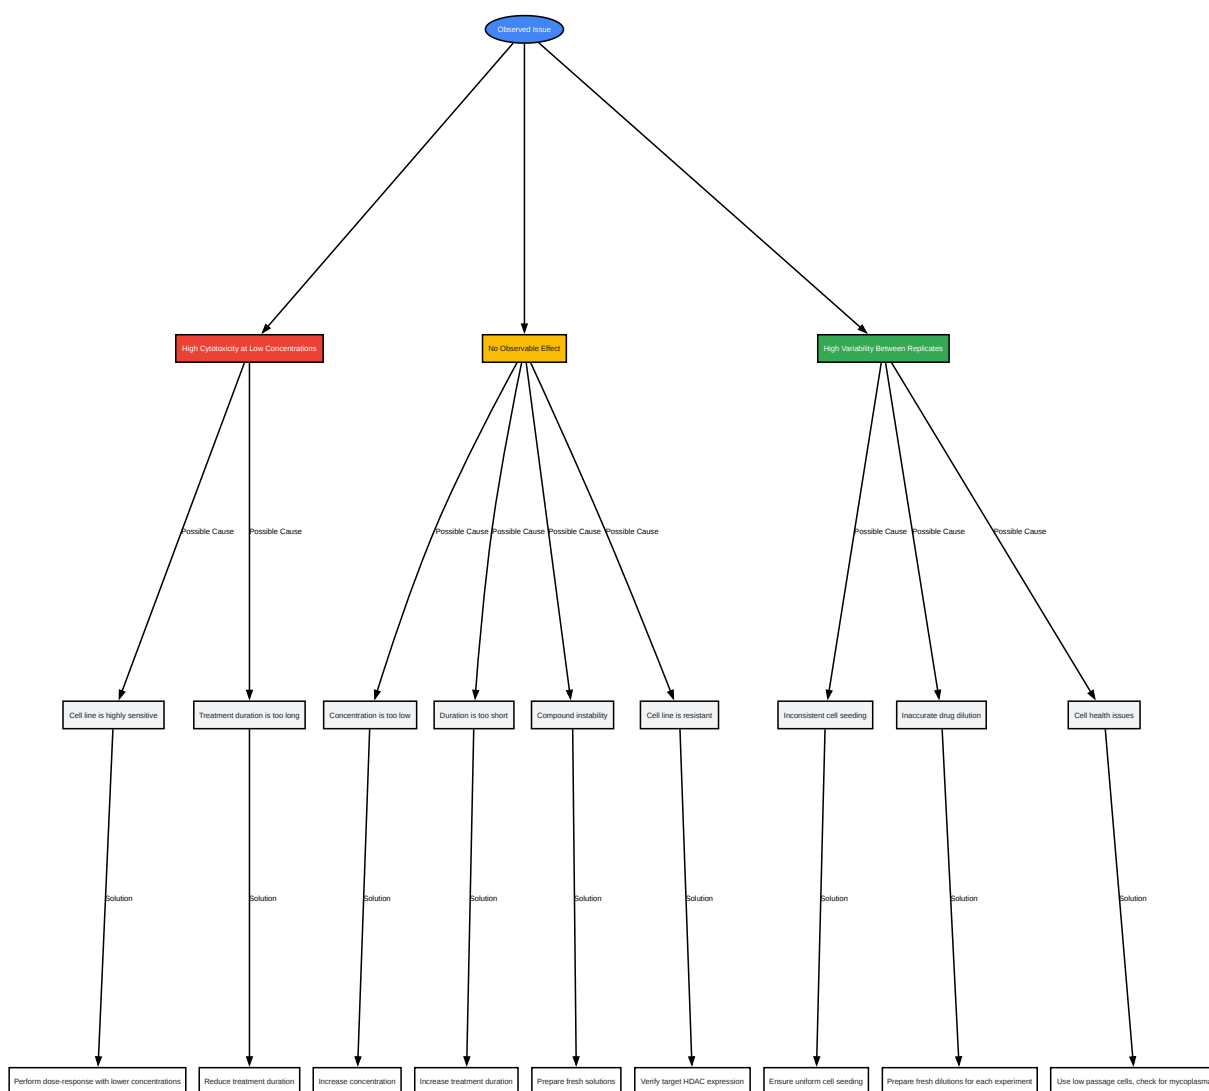 Observed Issue
High Cytotoxicity at Low Concentrations
No Observable Effect
High Variability Between Replicates
Possible Cause
Possible Cause
Possible Cause
Possible Cause
Possible Cause
Possible Cause
Possible Cause
Possible Cause
Possible Cause
Cell line is highly sensitive
Treatment duration is too long
Concentration is too low
Duration is too short
Compound instability
Cell line is resistant
Inconsistent cell seeding
Inaccurate drug dilution
Cell health issues
Solution
Solution
Solution
Solution
Solution
Solution
Solution
Solution
Solution
Perform dose-response with lower concentrations
Reduce treatment duration
Increase concentration
Increase treatment duration
Prepare fresh solutions
Verify target HDAC expression
Ensure uniform cell seeding
Prepare fresh dilutions for each experiment
Use low passage cells, check for mycoplasma